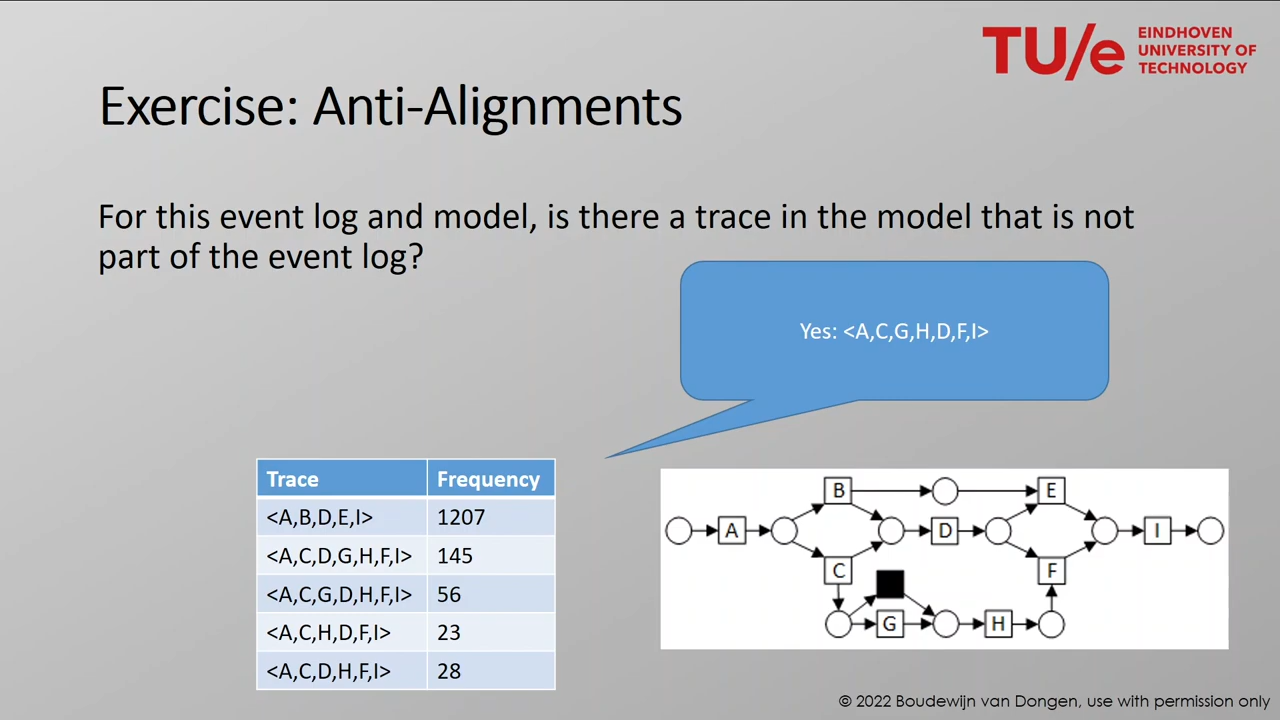 TU/e EINDHOVEN
UNIVERSITY OF
TECHNOLOGY
Exercise: Anti-Alignments
For this event log and model, is there a trace in the model that is not
part of the event log?
Yes: <A,C,G,H,D,F,I>
Trace Frequency
<A,B,D,E,I> 1207
<A,C,D,G,H,F,I> 145
<A,C,G,D,H,F,I> 56
<A,C,H,D,F,I> 23
<A,C,D,H,F,I> 28
B E
A D I
C F
G H
© 2022 Boudewijn van Dongen, use with permission only